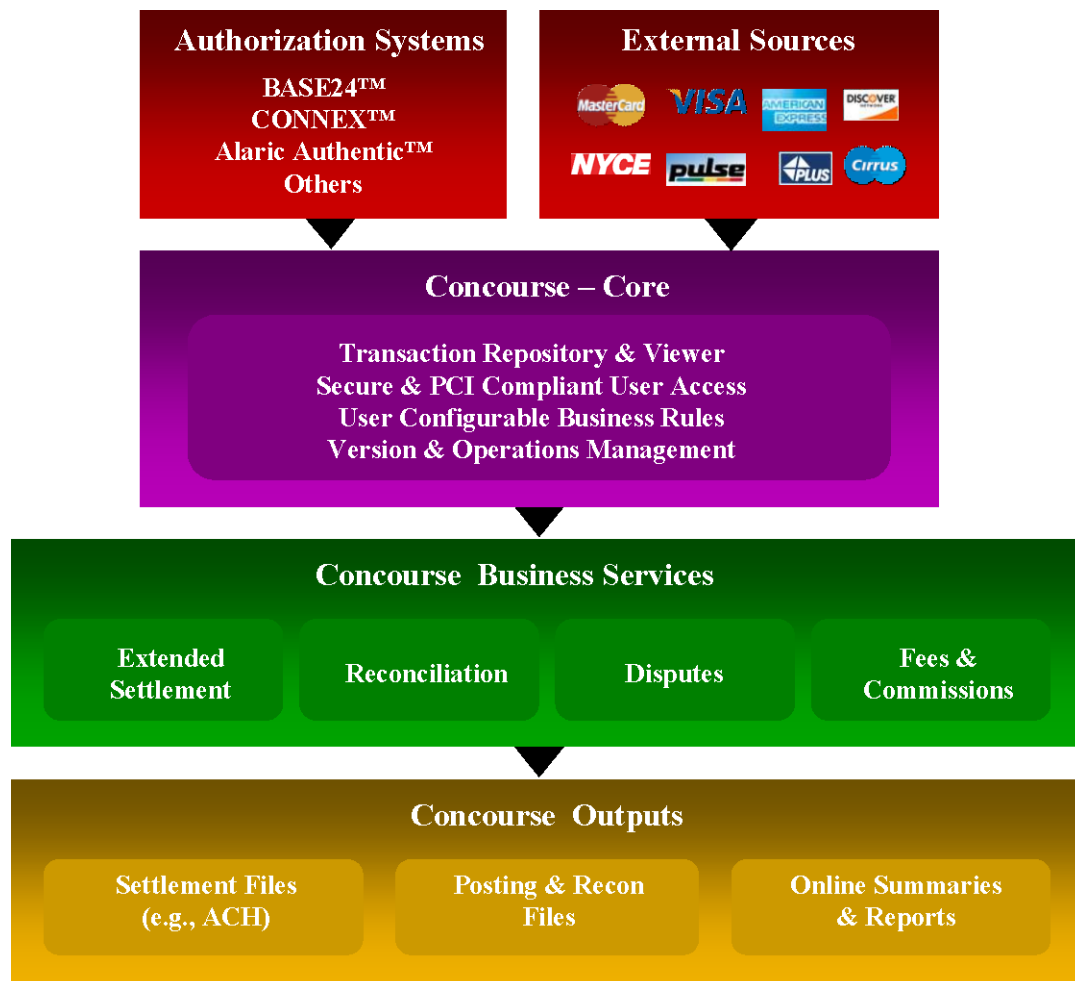 Authorization Systems
BASE24™
CONNEX™
Alaric Authentic™
Others
External Sources
MasterCard VISA AMERICAN EXPRESS DISCOVER NETWORK
NYCE pulse PLUS Cirrus
Concourse – Core
Transaction Repository & Viewer
Secure & PCI Compliant User Access
User Configurable Business Rules
Version & Operations Management
Concourse Business Services
Extended
Settlement
Reconciliation
Disputes
Fees &
Commissions
Concourse Outputs
Settlement Files
(e.g., ACH)
Posting & Recon
Files
Online Summaries
& Reports